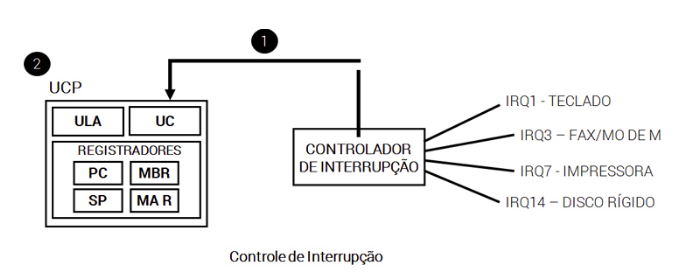 1
2
UCP
ULA
UC
REGISTRADORES
PC
MBR
SP
MA R
CONTROLADOR
DE INTERRUPÇÃO
IRQ1 - TECLADO
IRQ3 – FAX/MO DE M
IRQ7 - IMPRESSORA
IRQ14 – DISCO RÍGIDO
Controle de Interrupção